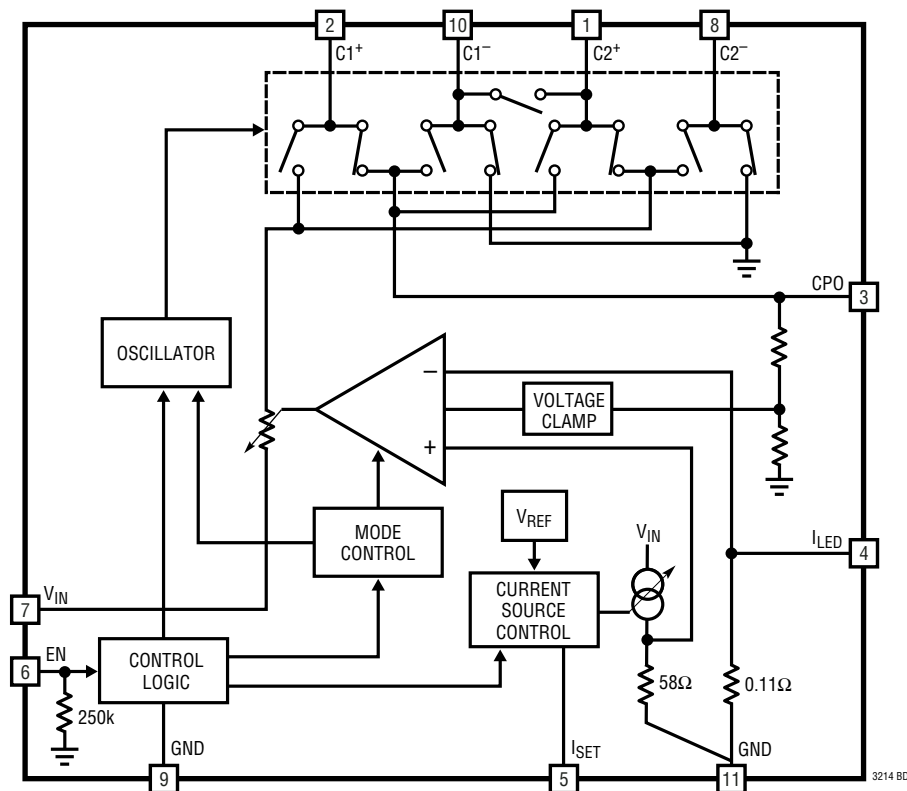 2 10 1 8
C1+ C1– C2+ C2–
CPO
3
OSCILLATOR
–
VOLTAGE
CLAMP
+
VREF
MODE
CONTROL
VIN
ILED
4
7
VIN
CURRENT
SOURCE
CONTROL
6
EN
CONTROL
LOGIC
250k
58Ω
0.11Ω
GND
ISET
GND
9 5 11
3214 BD